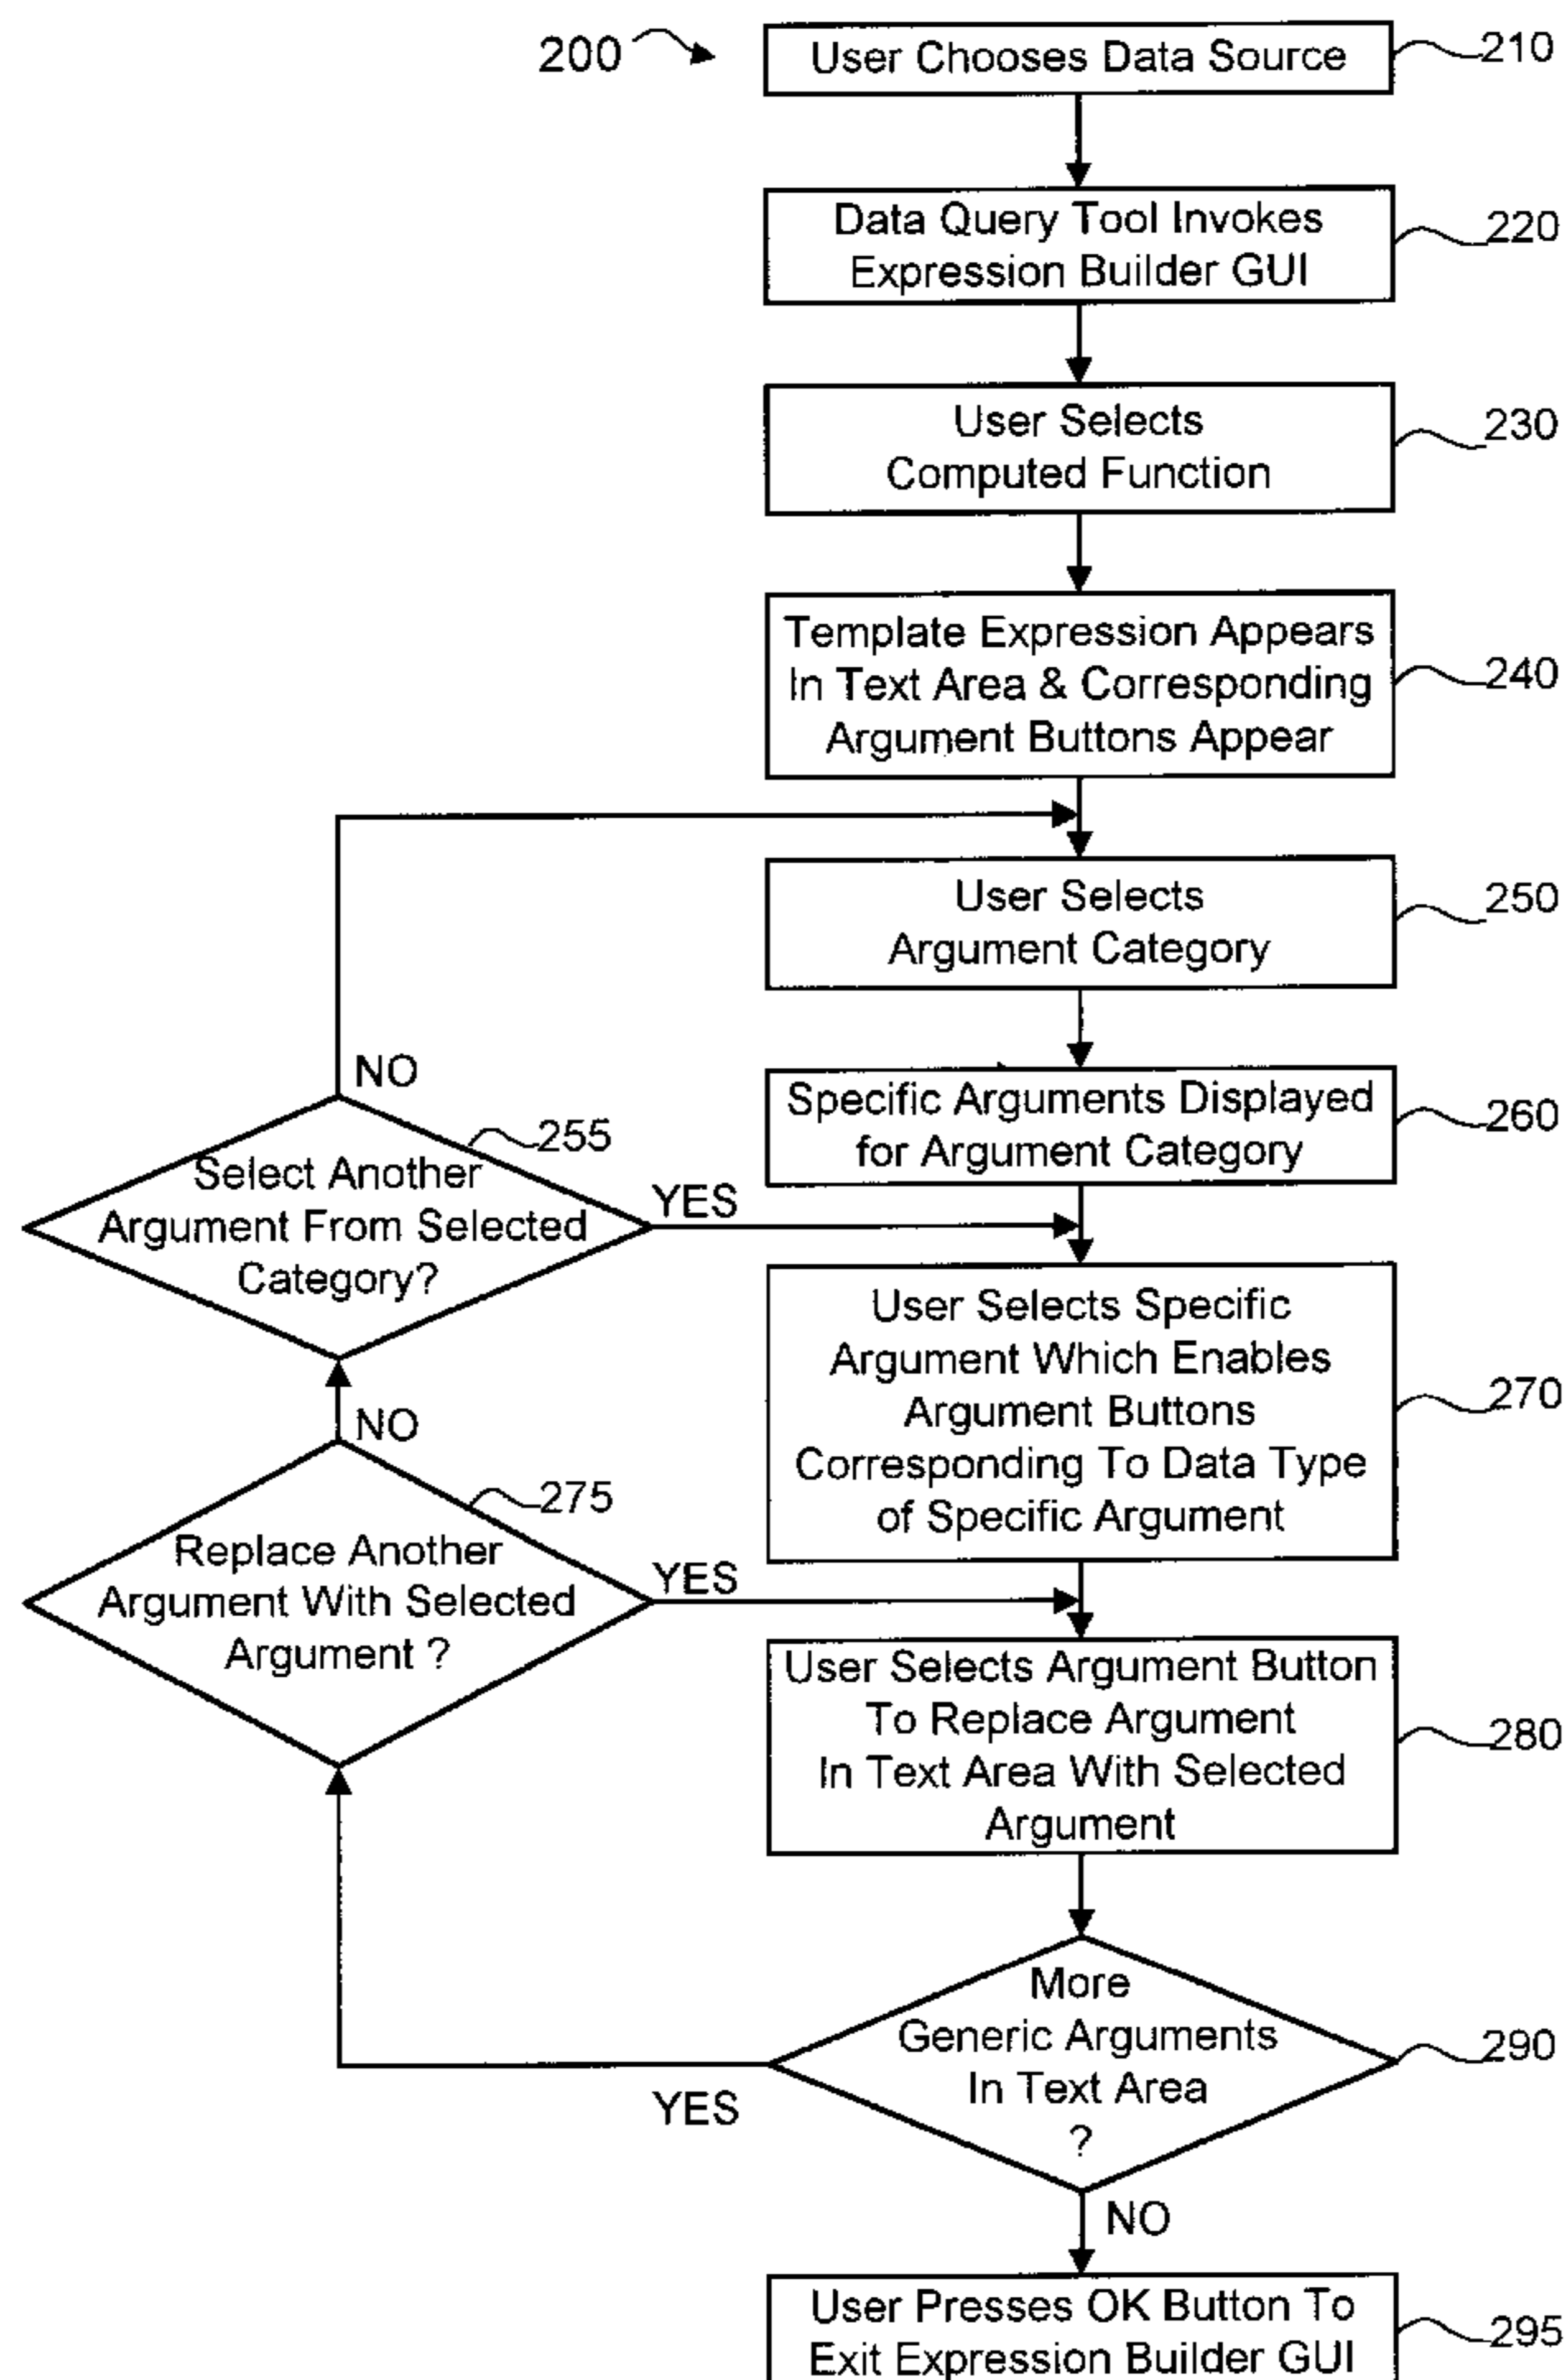 200
User Chooses Data Source
210
Data Query Tool Invokes
Expression Builder GUI
220
User Selects
Computed Function
230
Template Expression Appears
In Text Area & Corresponding
Argument Buttons Appear
240
User Selects
Argument Category
250
NO
Specific Arguments Displayed
for Argument Category
260
255
Select Another
Argument From Selected
Category?
YES
User Selects Specific
Argument Which Enables
Argument Buttons
Corresponding To Data Type
of Specific Argument
270
NO
275
Replace Another
Argument With Selected
Argument ?
YES
User Selects Argument Button
To Replace Argument
In Text Area With Selected
Argument
280
More
Generic Arguments
In Text Area
?
290
YES
NO
User Presses OK Button To
Exit Expression Builder GUI
295